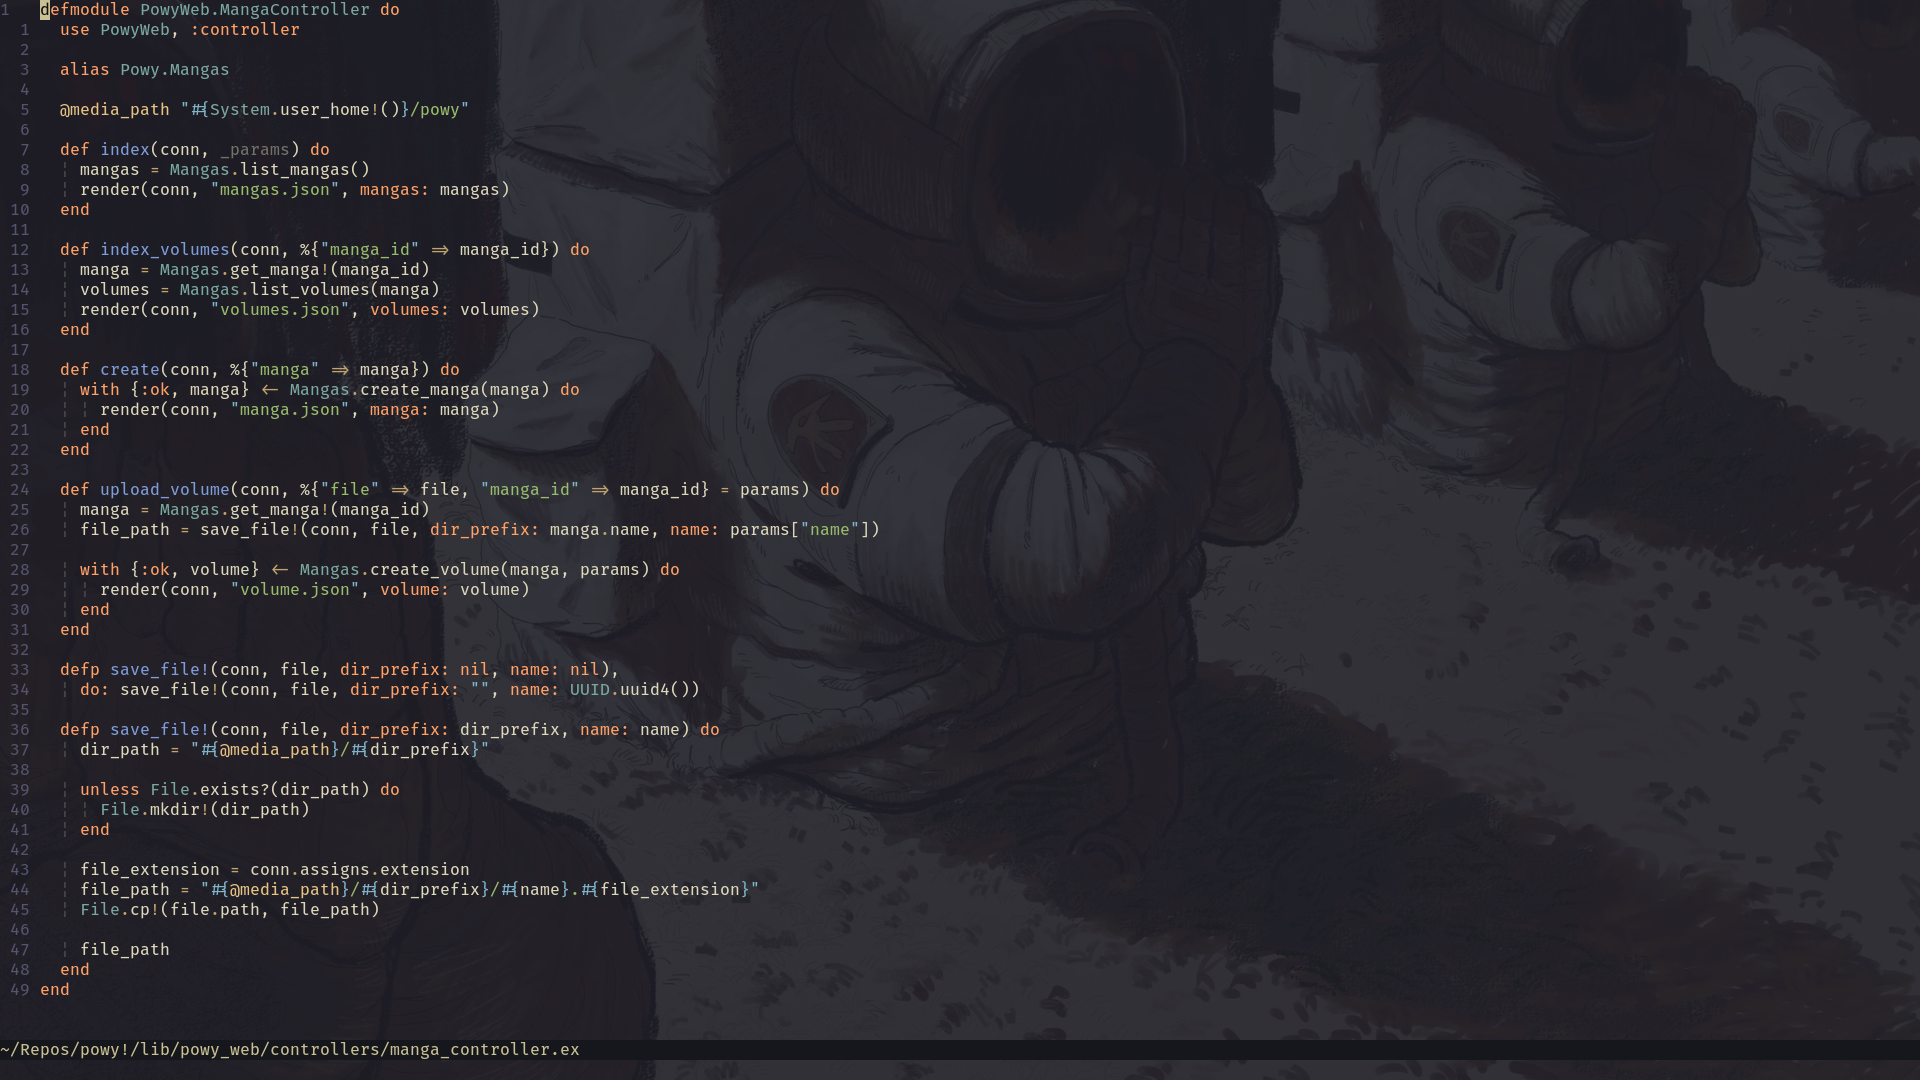 1   defmodule PowyWeb.MangaController do
  1   use PowyWeb, :controller
  2
  3   alias Powy.Mangas
  4
  5   @media_path "#{System.user_home!()}/powy"
  6
  7   def index(conn, _params) do
  8   ¦ mangas = Mangas.list_mangas()
  9   ¦ render(conn, "mangas.json", mangas: mangas)
 10   end
 11
 12   def index_volumes(conn, %{"manga_id" => manga_id}) do
 13   ¦ manga = Mangas.get_manga!(manga_id)
 14   ¦ volumes = Mangas.list_volumes(manga)
 15   ¦ render(conn, "volumes.json", volumes: volumes)
 16   end
 17
 18   def create(conn, %{"manga" => manga}) do
 19   ¦ with {:ok, manga} <- Mangas.create_manga(manga) do
 20   ¦ ¦ render(conn, "manga.json", manga: manga)
 21   ¦ end
 22   end
 23
 24   def upload_volume(conn, %{"file" => file, "manga_id" => manga_id} = params) do
 25   ¦ manga = Mangas.get_manga!(manga_id)
 26   ¦ file_path = save_file!(conn, file, dir_prefix: manga.name, name: params["name"])
 27
 28   ¦ with {:ok, volume} <- Mangas.create_volume(manga, params) do
 29   ¦ ¦ render(conn, "volume.json", volume: volume)
 30   ¦ end
 31   end
 32
 33   defp save_file!(conn, file, dir_prefix: nil, name: nil),
 34   ¦ do: save_file!(conn, file, dir_prefix: "", name: UUID.uuid4())
 35
 36   defp save_file!(conn, file, dir_prefix: dir_prefix, name: name) do
 37   ¦ dir_path = "#{@media_path}/#{dir_prefix}"
 38
 39   ¦ unless File.exists?(dir_path) do
 40   ¦ ¦ File.mkdir!(dir_path)
 41   ¦ end
 42
 43   ¦ file_extension = conn.assigns.extension
 44   ¦ file_path = "#{@media_path}/#{dir_prefix}/#{name}.#{file_extension}"
 45   ¦ File.cp!(file.path, file_path)
 46
 47   ¦ file_path
 48   end
 49 end
~/Repos/powy!/lib/powy_web/controllers/manga_controller.ex